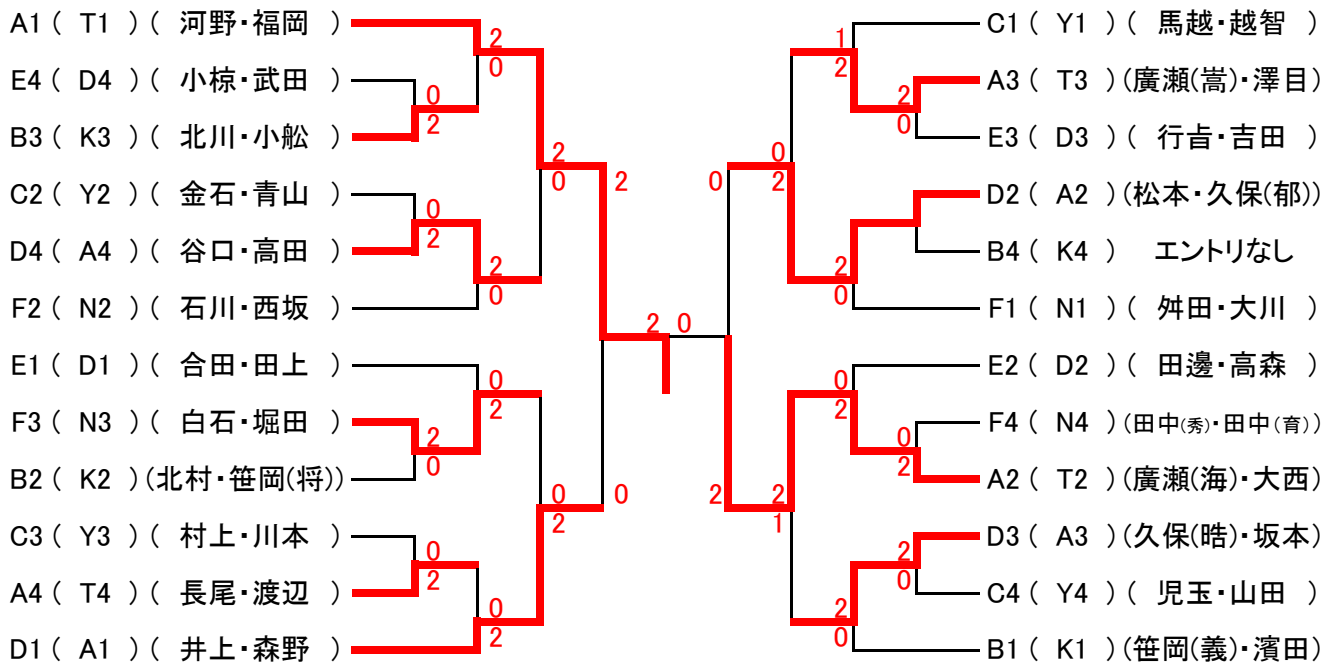 A1 ( T1 ) ( 河野・福岡 )
E4 ( D4 ) ( 小椋・武田 )
B3 ( K3 ) ( 北川・小舩 )
C2 ( Y2 ) ( 金石・青山 )
D4 ( A4 ) ( 谷口・高田 )
F2 ( N2 ) ( 石川・西坂 )
E1 ( D1 ) ( 合田・田上 )
F3 ( N3 ) ( 白石・堀田 )
B2 ( K2 ) (北村・笹岡(将))
C3 ( Y3 ) ( 村上・川本 )
A4 ( T4 ) ( 長尾・渡辺 )
D1 ( A1 ) ( 井上・森野 )
2
0
0
2
0
2
2
0
2
0
0
2
2
0
0
2
0
2
2
0
0
2
2 0
1
2
2
0
0
2
2
0
0
2
0
2
2
0
2
0
2
1
0
2
C1 ( Y1 ) ( 馬越・越智 )
A3 ( T3 ) (廣瀬(嵩)・澤目)
E3 ( D3 ) ( 行吉・吉田 )
D2 ( A2 ) (松本・久保(郁))
B4 ( K4 ) エントリなし
F1 ( N1 ) ( 舛田・大川 )
E2 ( D2 ) ( 田邊・高森 )
F4 ( N4 ) (田中(秀)・田中(育))
A2 ( T2 ) (廣瀬(海)・大西)
D3 ( A3 ) (久保(晧)・坂本)
C4 ( Y4 ) ( 児玉・山田 )
B1 ( K1 ) (笹岡(義)・濱田)